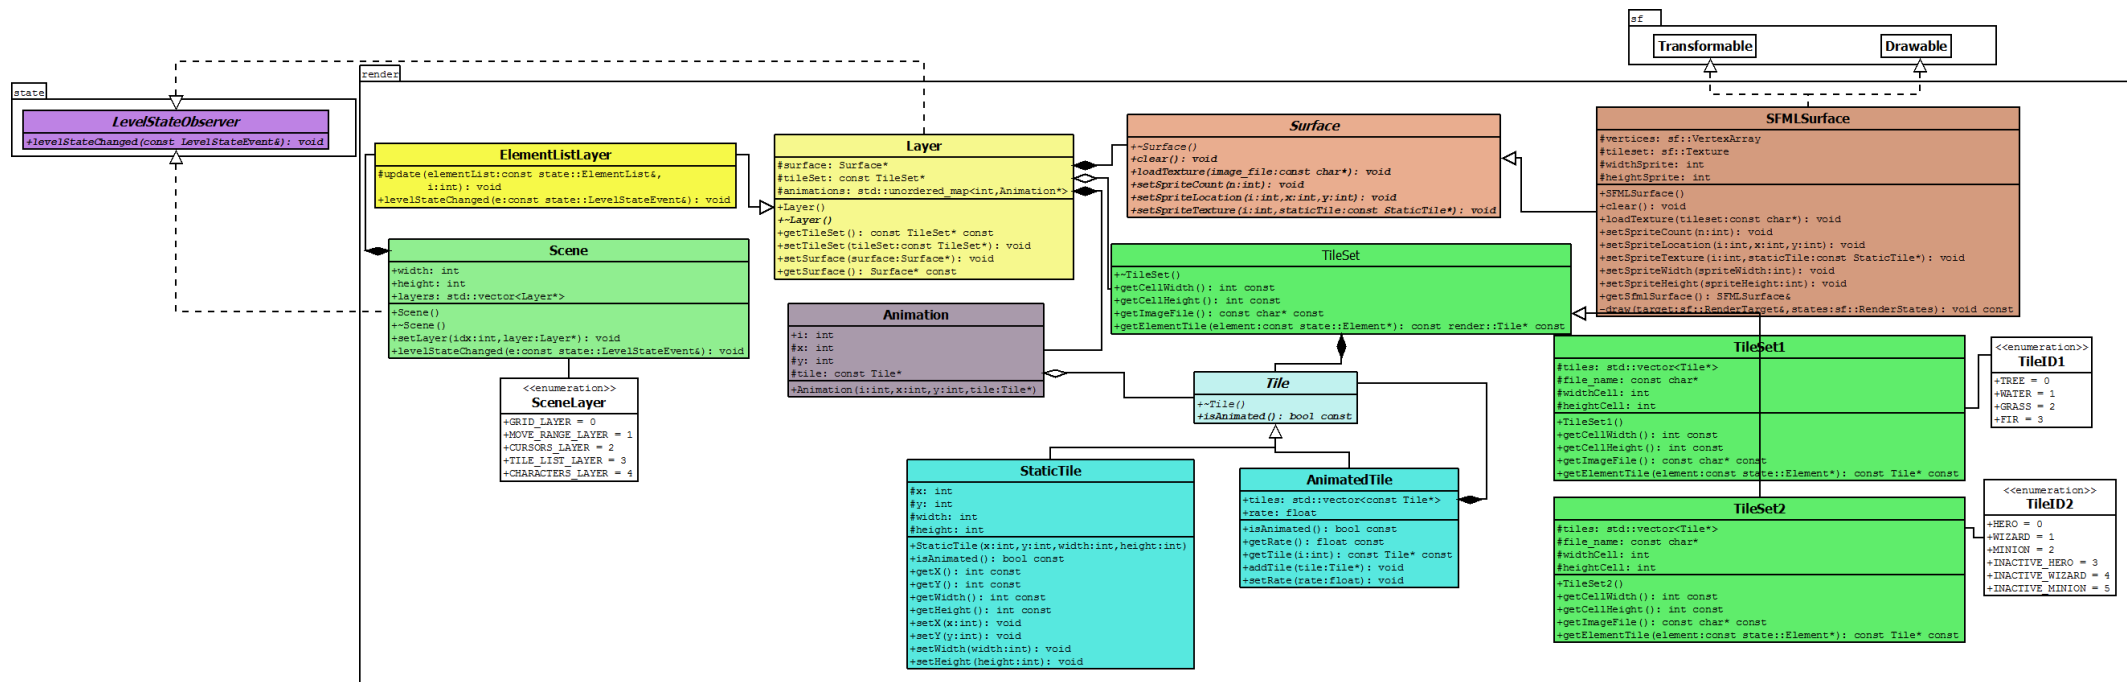 sf
Transformable
Drawable
render
state
LevelStateObserver
+levelStateChanged(const LevelStateEvent&): void
ElementListLayer
#update(elementList:const state::ElementList&,
i:int): void
+levelStateChanged(e:const state::LevelStateEvent&): void
Scene
+width: int
+height: int
+layers: std::vector<Layer*>
+Scene()
+~Scene()
+setLayer(idx:int,layer:Layer*): void
+levelStateChanged(e:const state::LevelStateEvent&): void
<<enumeration>>
SceneLayer
+GRID_LAYER = 0
+MOVE_RANGE_LAYER = 1
+CURSORS_LAYER = 2
+TILE_LIST_LAYER = 3
+CHARACTERS_LAYER = 4
Layer
#surface: Surface*
#tileSet: const TileSet*
#animations: std::unordered_map<int,Animation*>
+Layer()
+~Layer()
+getTileSet(): const TileSet* const
+setTileSet(tileSet:const TileSet*): void
+setSurface(surface:Surface*): void
+getSurface(): Surface* const
Animation
+i: int
#x: int
#y: int
#tile: const Tile*
+Animation(i:int,x:int,y:int,tile:Tile*)
Surface
+~Surface()
+clear(): void
+loadTexture(image_file:const char*): void
+setSpriteCount(n:int): void
+setSpriteLocation(i:int,x:int,y:int): void
+setSpriteTexture(i:int,staticTile:const StaticTile*): void
TileSet
+~TileSet()
+getCellWidth(): int const
+getCellHeight(): int const
+getImageFile(): const char* const
+getElementTile(element:const state::Element*): const render::Tile* const
Tile
+~Tile()
+isAnimated(): bool const
StaticTile
#x: int
#y: int
#width: int
#height: int
+StaticTile(x:int,y:int,width:int,height:int)
+isAnimated(): bool const
+getX(): int const
+getY(): int const
+getWidth(): int const
+getHeight(): int const
+setX(x:int): void
+setY(y:int): void
+setWidth(width:int): void
+setHeight(height:int): void
AnimatedTile
+tiles: std::vector<const Tile*>
+rate: float
+isAnimated(): bool const
+getRate(): float const
+getTile(i:int): const Tile* const
+addTile(tile:Tile*): void
+setRate(rate:float): void
SFMLSurface
#vertices: sf::VertexArray
#tileset: sf::Texture
#widthSprite: int
#heightSprite: int
+SFMLSurface()
+clear(): void
+loadTexture(tileset:const char*): void
+setSpriteCount(n:int): void
+setSpriteLocation(i:int,x:int,y:int): void
+setSpriteTexture(i:int,staticTile:const StaticTile*): void
+setSpriteWidth(spriteWidth:int): void
+setSpriteHeight(spriteHeight:int): void
+getSfmlSurface(): SFMLSurface&
-draw(target:sf::RenderTarget&,states:sf::RenderStates): void const
TileSet1
#tiles: std::vector<Tile*>
#file_name: const char*
#widthCell: int
#heightCell: int
+TileSet1()
+getCellWidth(): int const
+getCellHeight(): int const
+getImageFile(): const char* const
+getElementTile(element:const state::Element*): const Tile* const
<<enumeration>>
TileID1
+TREE = 0
+WATER = 1
+GRASS = 2
+FIR = 3
TileSet2
#tiles: std::vector<Tile*>
#file_name: const char*
#widthCell: int
#heightCell: int
+TileSet2()
+getCellWidth(): int const
+getCellHeight(): int const
+getImageFile(): const char* const
+getElementTile(element:const state::Element*): const Tile* const
<<enumeration>>
TileID2
+HERO = 0
+WIZARD = 1
+MINION = 2
+INACTIVE_HERO = 3
+INACTIVE_WIZARD = 4
+INACTIVE_MINION = 5